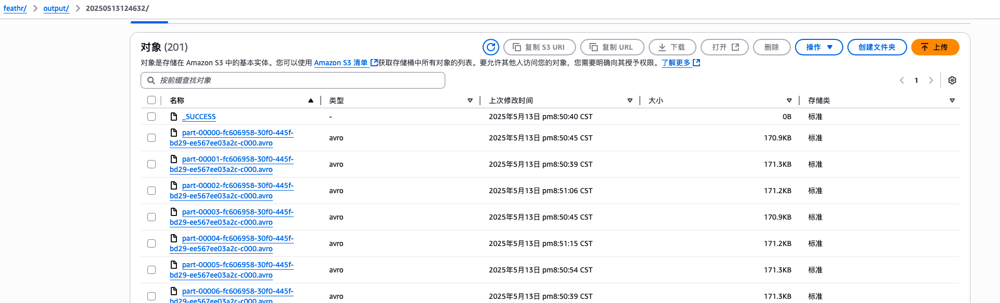 feathr/ > output/ > 20250513124632/
对象 (201)
复制 S3 URI 复制 URL 下载 打开 删除 操作 创建文件夹 上传
对象是存储在 Amazon S3 中的基本实体。您可以使用 Amazon S3 清单 获取存储桶中所有对象的列表。要允许其他人访问您的对象，您需要明确向其授予权限。了解更多
按前缀查找对象
1
名称 类型 上次修改时间 大小 存储类
_SUCCESS - 2025年5月13日 pm8:50:40 CST 0B 标准
part-00000-fc606958-30f0-445f-
bd29-ee567ee03a2c-c000.avro avro 2025年5月13日 pm8:50:45 CST 170.9KB 标准
part-00001-fc606958-30f0-445f-
bd29-ee567ee03a2c-c000.avro avro 2025年5月13日 pm8:50:39 CST 171.3KB 标准
part-00002-fc606958-30f0-445f-
bd29-ee567ee03a2c-c000.avro avro 2025年5月13日 pm8:51:06 CST 171.2KB 标准
part-00003-fc606958-30f0-445f-
bd29-ee567ee03a2c-c000.avro avro 2025年5月13日 pm8:50:45 CST 170.9KB 标准
part-00004-fc606958-30f0-445f-
bd29-ee567ee03a2c-c000.avro avro 2025年5月13日 pm8:51:15 CST 171.2KB 标准
part-00005-fc606958-30f0-445f-
bd29-ee567ee03a2c-c000.avro avro 2025年5月13日 pm8:50:54 CST 171.3KB 标准
part-00006-fc606958-30f0-445f-
bd29-ee567ee03a2c-c000.avro avro 2025年5月13日 pm8:50:39 CST 171.3KB 标准